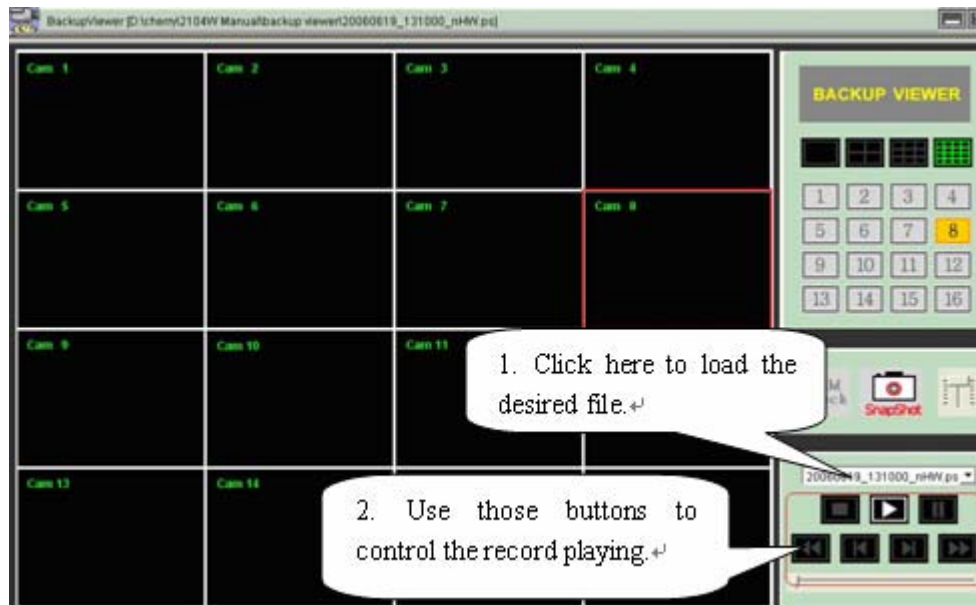 BackupViewer [D:\cherry\2104W Manual\backup viewer\20060619_131000_nHW.ps]
Cam 1
Cam 2
Cam 3
Cam 4
BACKUP VIEWER
1 2 3 4
Cam 5
Cam 6
Cam 7
Cam 8
5 6 7 8
9 10 11 12
13 14 15 16
Cam 9
Cam 10
Cam 11
1. Click here to load the
desired file.↵
SnapShot
Cam 13
Cam 14
20060619_131000_nHW.ps
2. Use those buttons to
control the record playing.↵